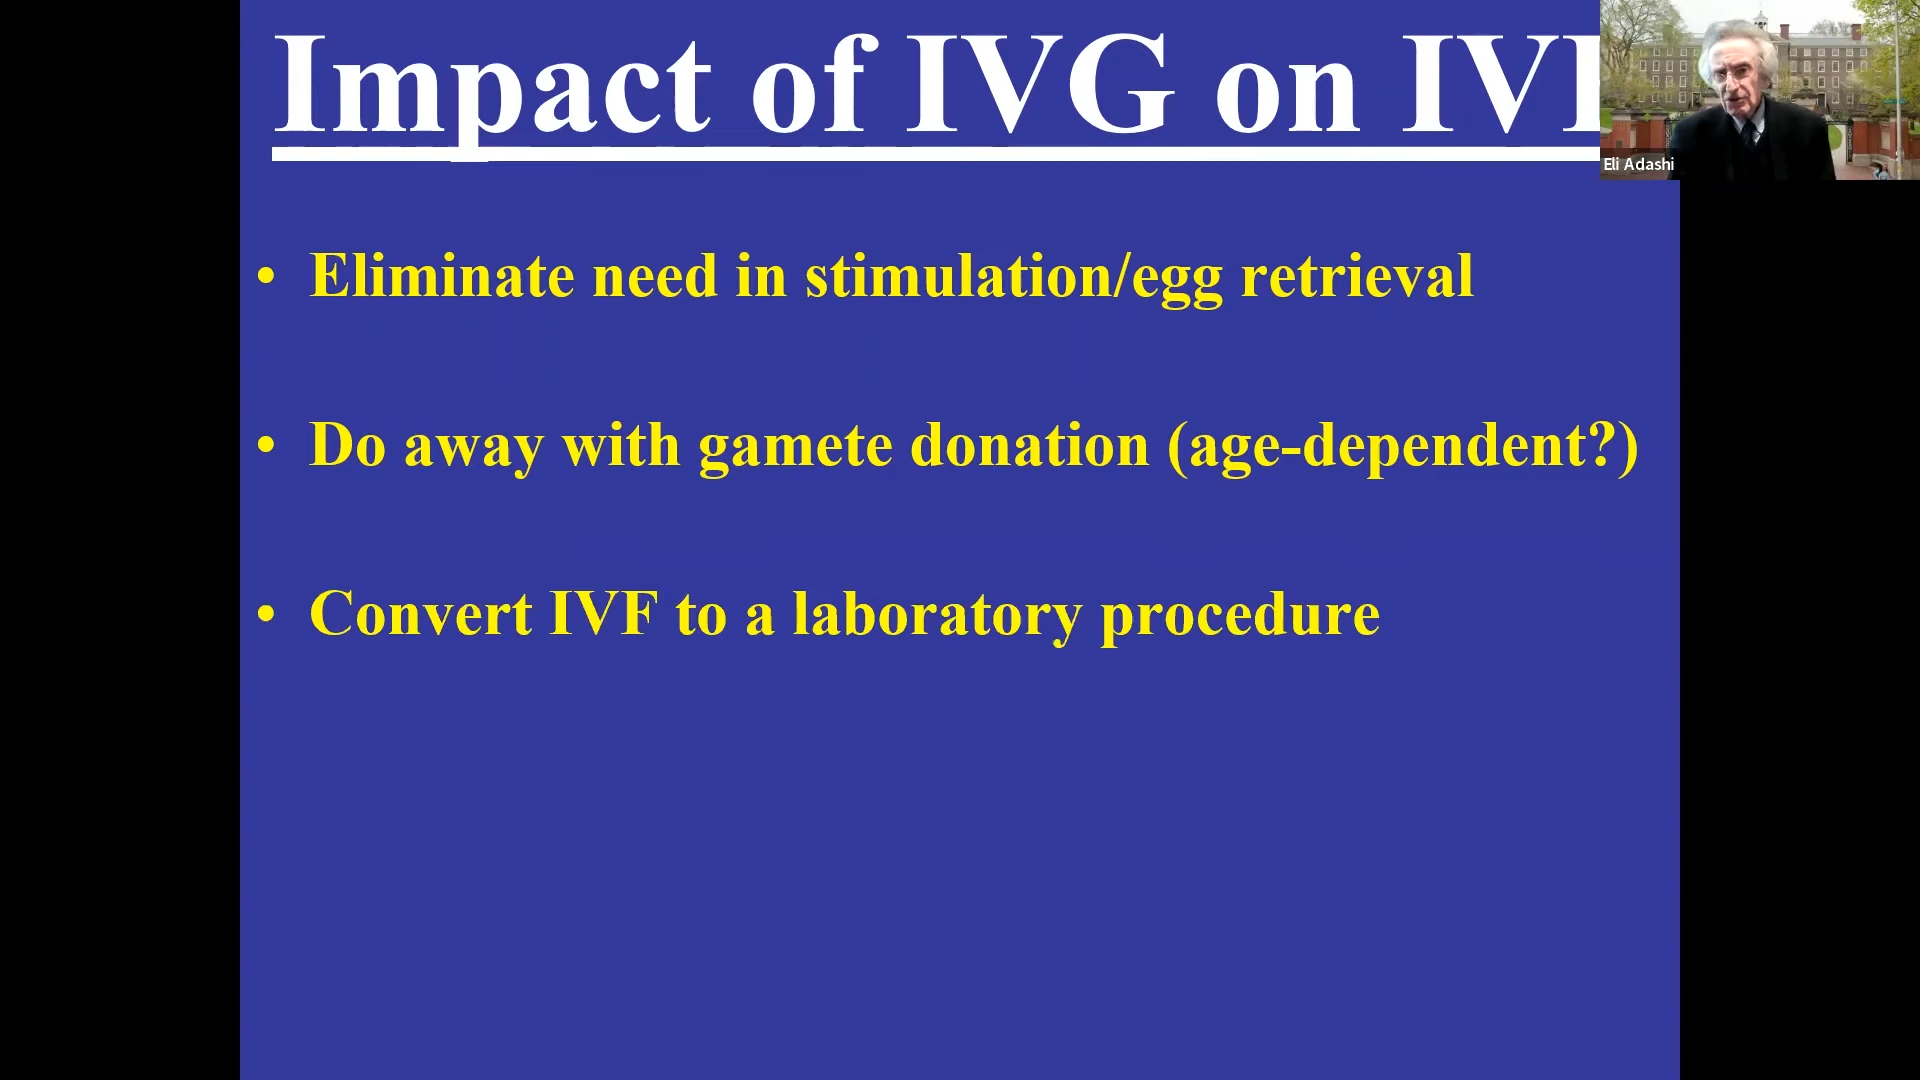 Impact of IVG on IVF
Eli Adashi
• Eliminate need in stimulation/egg retrieval
• Do away with gamete donation (age-dependent?)
• Convert IVF to a laboratory procedure